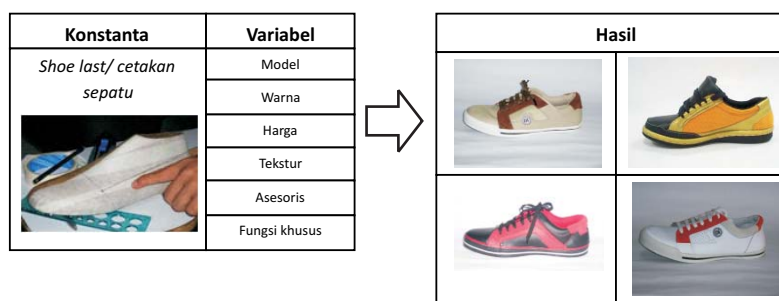 Konstanta
Variabel
Hasil
Shoe last/ cetakan
sepatu
Model
Warna
Harga
Tekstur
Asesoris
Fungsi khusus